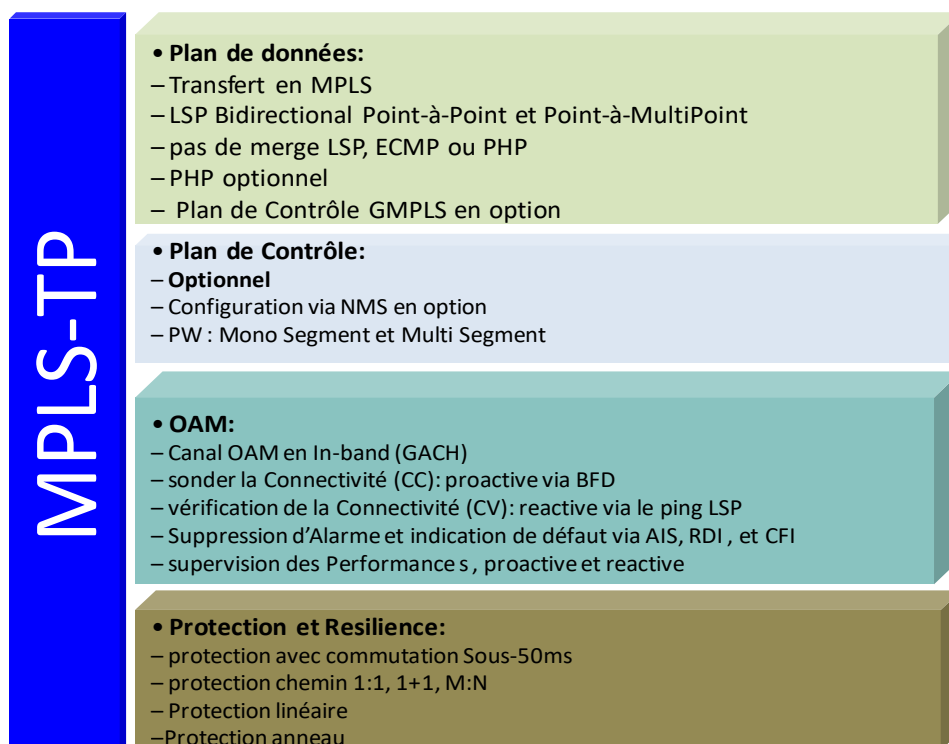 MPLS-TP
• Plan de données:
– Transfert en MPLS
– LSP Bidirectional Point-à-Point et Point-à-MultiPoint
– pas de merge LSP, ECMP ou PHP
– PHP optionnel
– Plan de Contrôle GMPLS en option
• Plan de Contrôle:
– Optionnel
– Configuration via NMS en option
– PW : Mono Segment et Multi Segment
• OAM:
– Canal OAM en In-band (GACH)
– sonder la Connectivité (CC): proactive via BFD
– vérification de la Connectivité (CV): reactive via le ping LSP
– Suppression d'Alarme et indication de défaut via AIS, RDI , et CFI
– supervision des Performance s , proactive et reactive
• Protection et Resilience:
– protection avec commutation Sous-50ms
– protection chemin 1:1, 1+1, M:N
– Protection linéaire
–Protection anneau